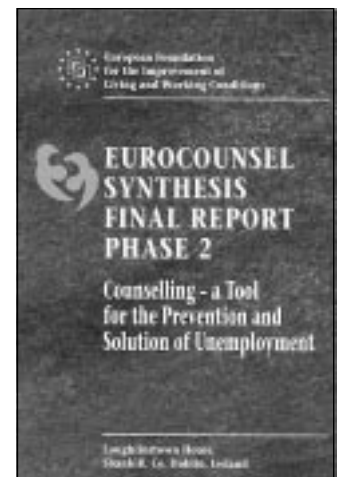 European Foundation
for the Improvement of
Living and Working Conditions
EUROCOUNSEL
SYNTHESIS
FINAL REPORT
PHASE 2
Counselling - a Tool
for the Prevention and
Solution of Unemployment
Loughlinstown House,
Shankill, Co. Dublin, Ireland